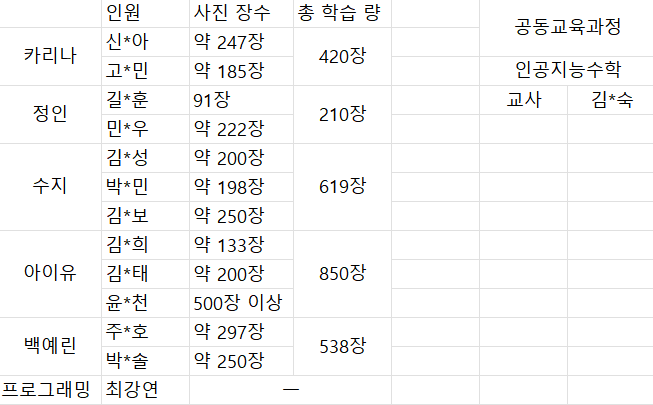 인원 사진 장수 총 학습 량 공동교육과정
카리나 신*아 약 247장 420장
고*민 약 185장 인공지능수학
정인 길*훈 91장 210장 교사 김*숙
민*우 약 222장
수지 김*성 약 200장 619장
박*민 약 198장
김*보 약 250장
아이유 김*희 약 133장 850장
김*태 약 200장
윤*천 500장 이상
백예린 주*호 약 297장 538장
박*솔 약 250장
프로그래밍 최강연 ㅡ